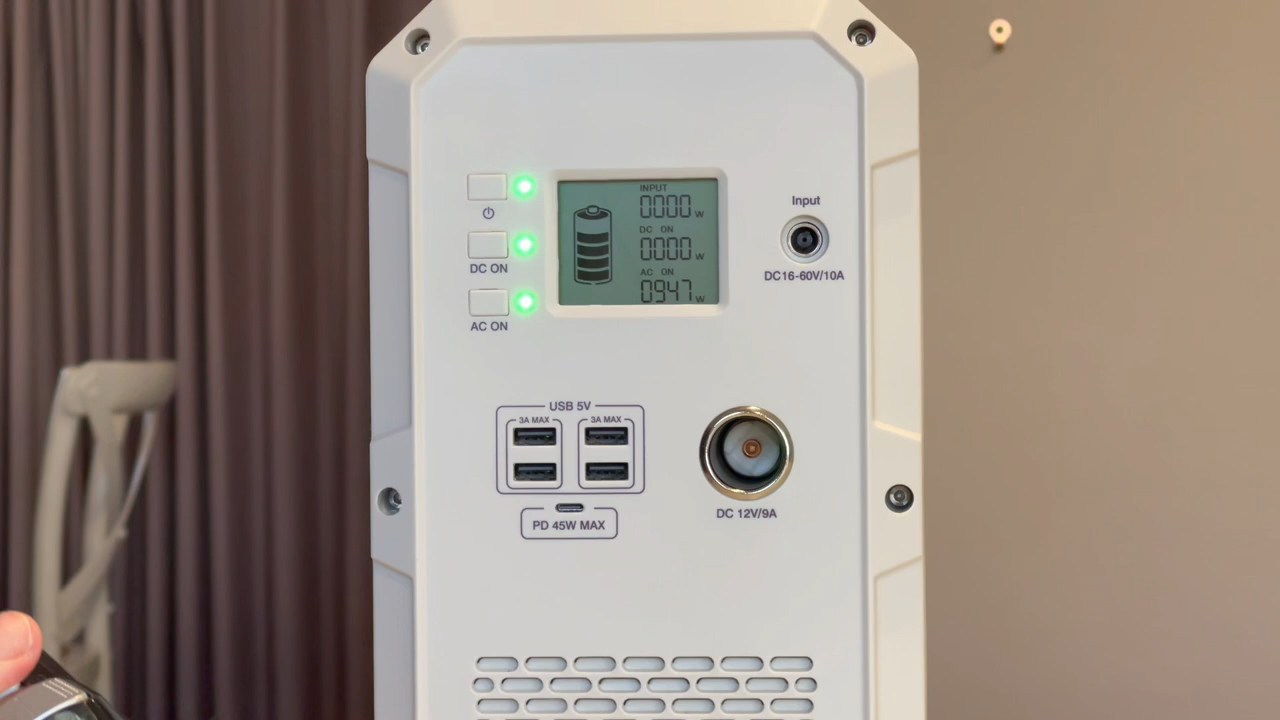 INPUT
0000 W
DC ON
0000 W
AC ON
0947 W
DC ON
AC ON
Input
DC16-60V/10A
USB 5V
3A MAX 3A MAX
PD 45W MAX
DC 12V/9A